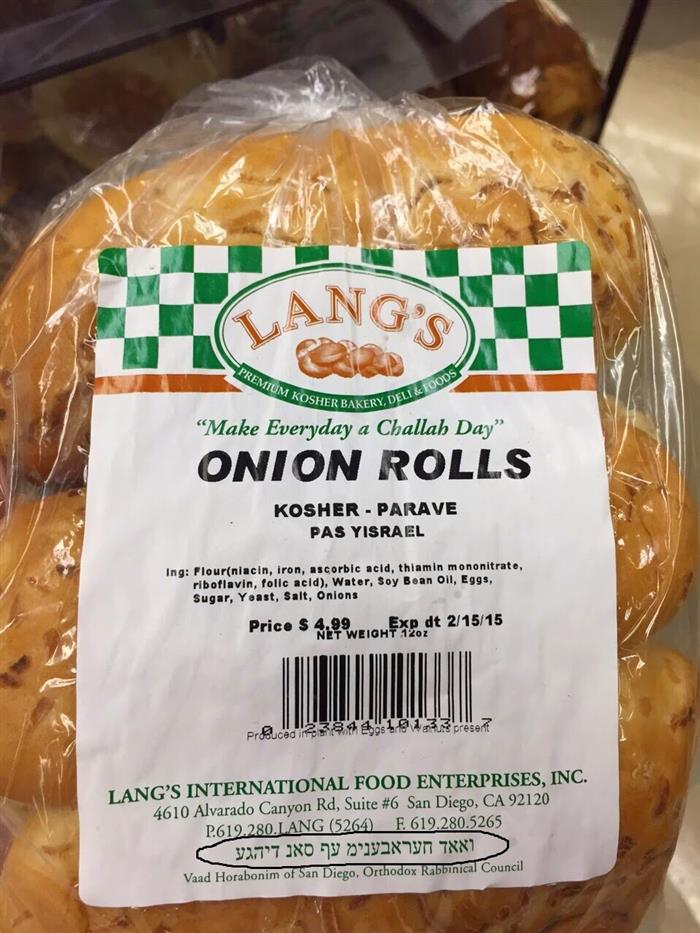 LANG'S
PREMIUM KOSHER BAKERY, DELI & FOODS
"Make Everyday a Challah Day"
ONION ROLLS
KOSHER - PARAVE
PAS YISRAEL
Ing: Flour(niacin, iron, ascorbic acid, thiamin mononitrate,
riboflavin, folic acid), Water, Soy Bean Oil, Eggs,
Sugar, Yeast, Salt, Onions
Price $ 4.99 Exp dt 2/15/15
NET WEIGHT 12oz
0 23844 10133 7
Produced in plant with Eggs and Walnuts present
LANG'S INTERNATIONAL FOOD ENTERPRISES, INC.
4610 Alvarado Canyon Rd, Suite #6 San Diego, CA 92120
P.619.280.LANG (5264) F. 619.280.5265
ואאד חעראבענימ עף סאנ דיהגע
Vaad Horabonim of San Diego, Orthodox Rabbinical Council